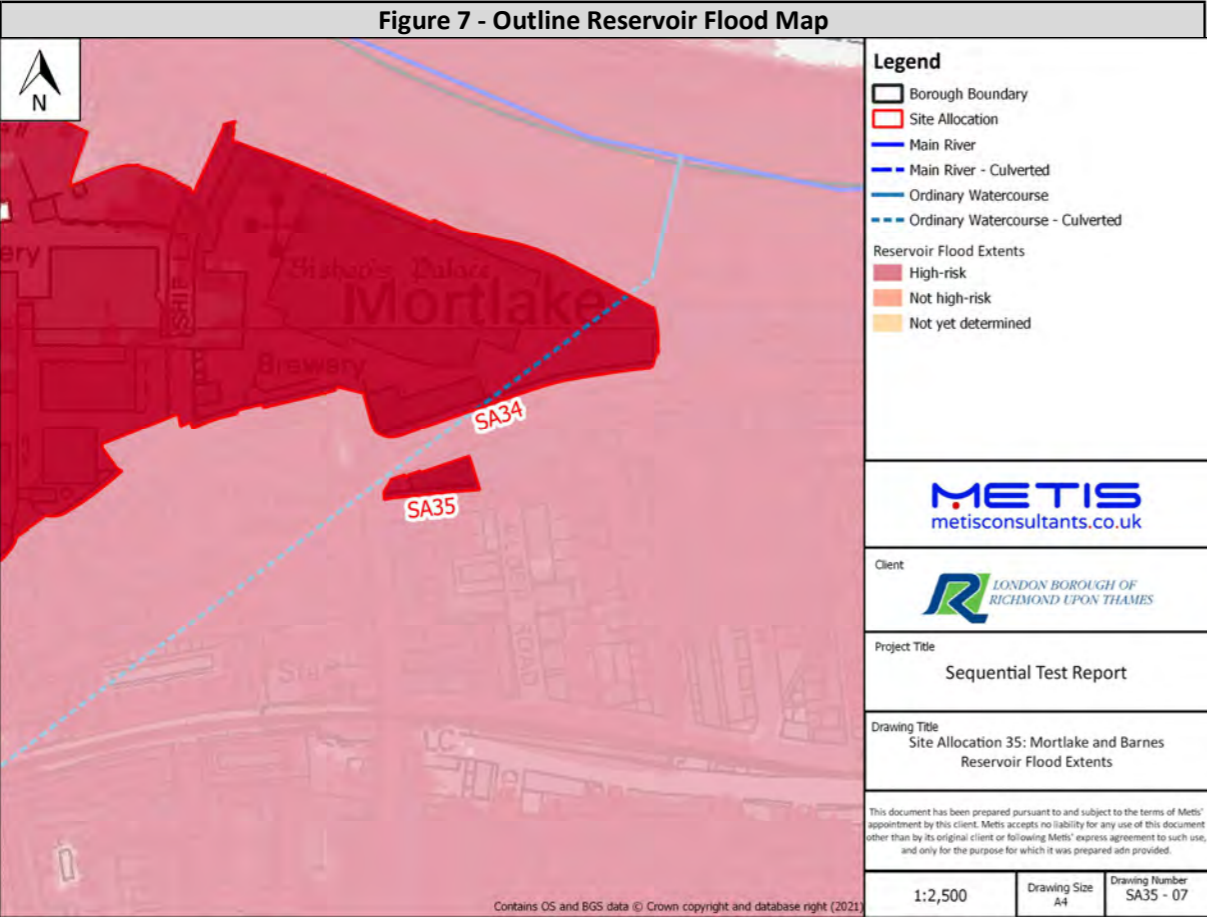 Figure 7 - Outline Reservoir Flood Map
N
ery
SHIP L
Bishop's Palace
Mortlake
Brewery
SA34
SA35
ROAD
Sta
LC
Contains OS and BGS data © Crown copyright and database right (2021)
Legend
Borough Boundary
Site Allocation
Main River
Main River - Culverted
Ordinary Watercourse
Ordinary Watercourse - Culverted
Reservoir Flood Extents
High-risk
Not high-risk
Not yet determined
METIS
metisconsultants.co.uk
Client
LONDON BOROUGH OF
RICHMOND UPON THAMES
Project Title
Sequential Test Report
Drawing Title
Site Allocation 35: Mortlake and Barnes
Reservoir Flood Extents
This document has been prepared pursuant to and subject to the terms of Metis'
appointment by this client. Metis accepts no liability for any use of this document
other than by its original client or following Metis' express agreement to such use,
and only for the purpose for which it was prepared adn provided.
1:2,500
Drawing Size
A4
Drawing Number
SA35 - 07